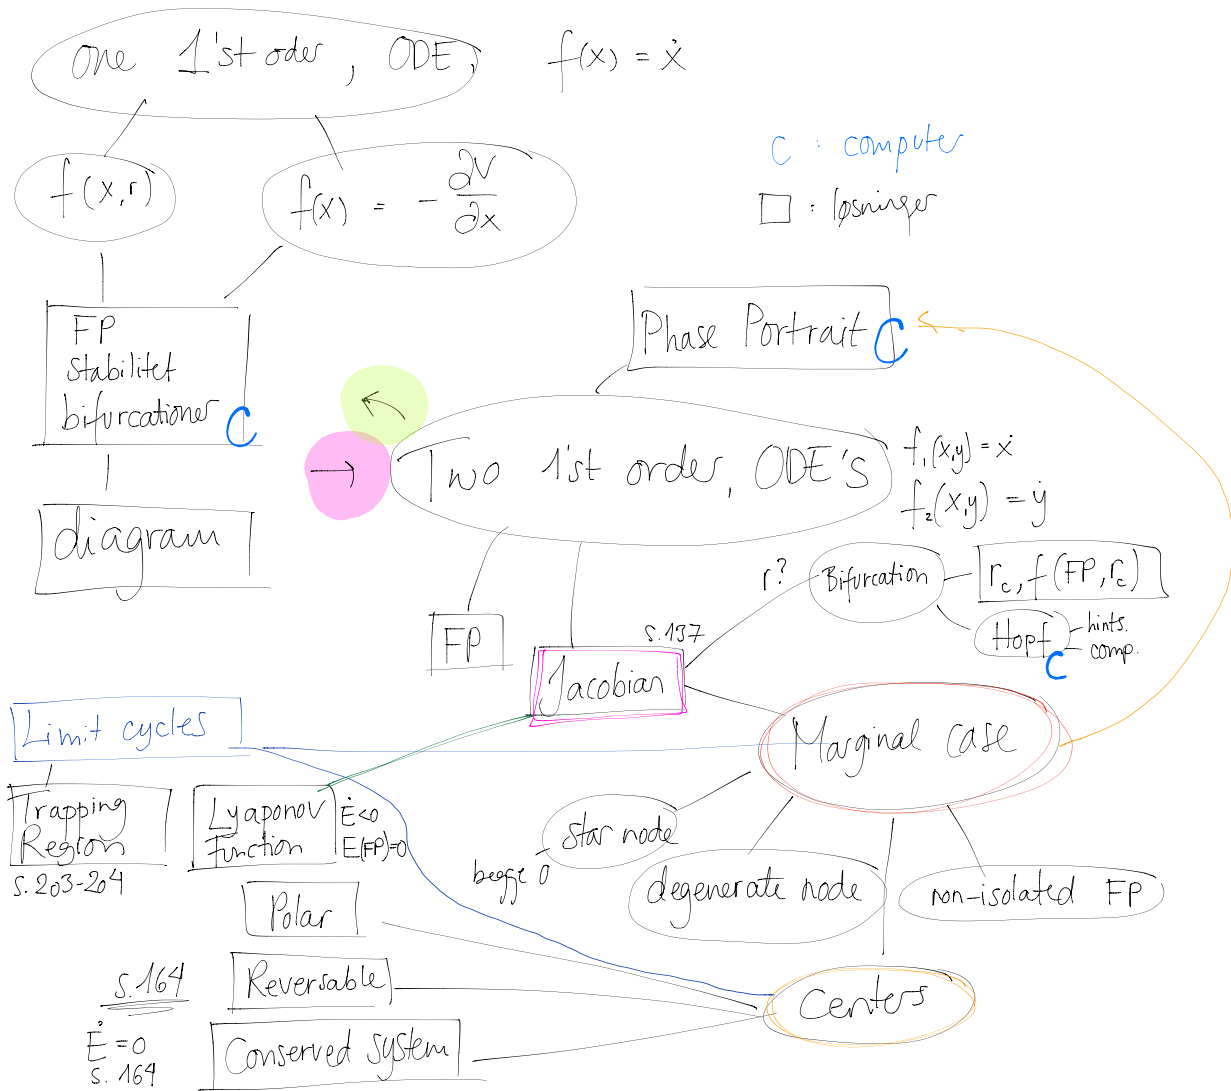 one 1'st oder, ODE,
f(x) = ẋ
f(x,r)
f(x) = - ∂V/∂x
C : computer
□ : løsninger
FP
stabilitet
bifurcationer C
diagram
Phase Portrait C
→
←
Two 1'st order, ODE's
f₁(x,y) = ẋ
f₂(x,y) = ẏ
FP
s.137
Jacobian
r?
Bifurcation
r_c, f(FP, r_c)
Hopf C
hints.
comp.
Limit cycles
Trapping
Region
s.203-204
Lyaponov
Function
Ė<0
E(FP)=0
Marginal case
star node
begge 0
degenerate node
non-isolated FP
Polar
s.164
Reversable
Centers
Ė=0
s.164
Conserved system